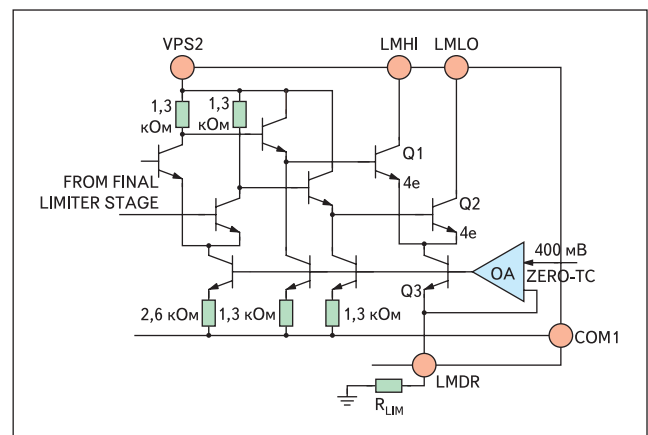 VPS2
LMHI
LMLO
1,3
кОм
1,3
кОм
Q1
4e
FROM FINAL
LIMITER STAGE
Q2
4e
400 мВ
OA
ZERO-TC
Q3
2,6 кОм
1,3 кОм
1,3 кОм
COM1
LMDR
RLIM